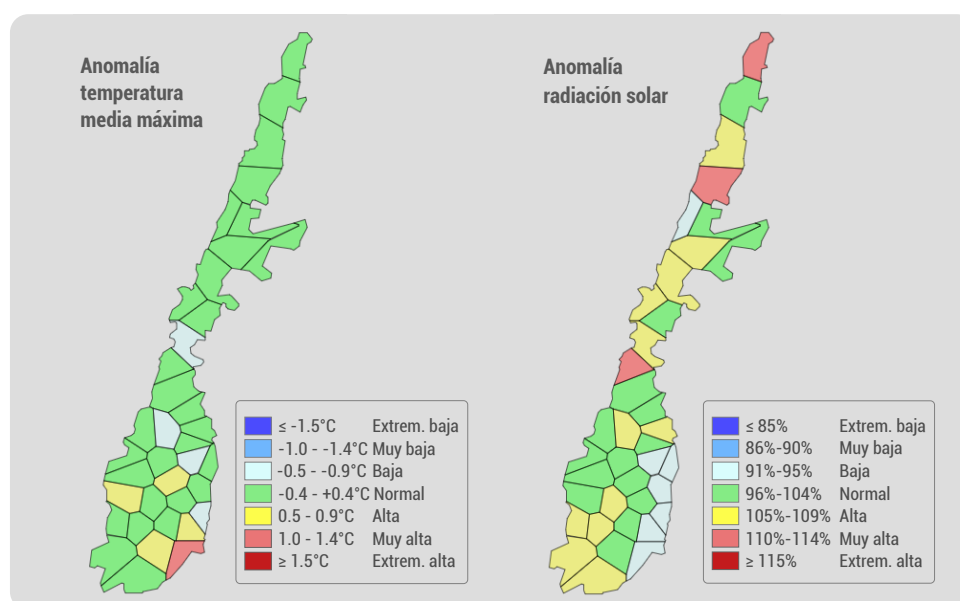 Anomalía
temperatura
media máxima
≤ -1.5°C Extrem. baja
-1.0 - -1.4°C Muy baja
-0.5 - -0.9°C Baja
-0.4 - +0.4°C Normal
0.5 - 0.9°C Alta
1.0 - 1.4°C Muy alta
≥ 1.5°C Extrem. alta
Anomalía
radiación solar
≤ 85% Extrem. baja
86%-90% Muy baja
91%-95% Baja
96%-104% Normal
105%-109% Alta
110%-114% Muy alta
≥ 115% Extrem. alta